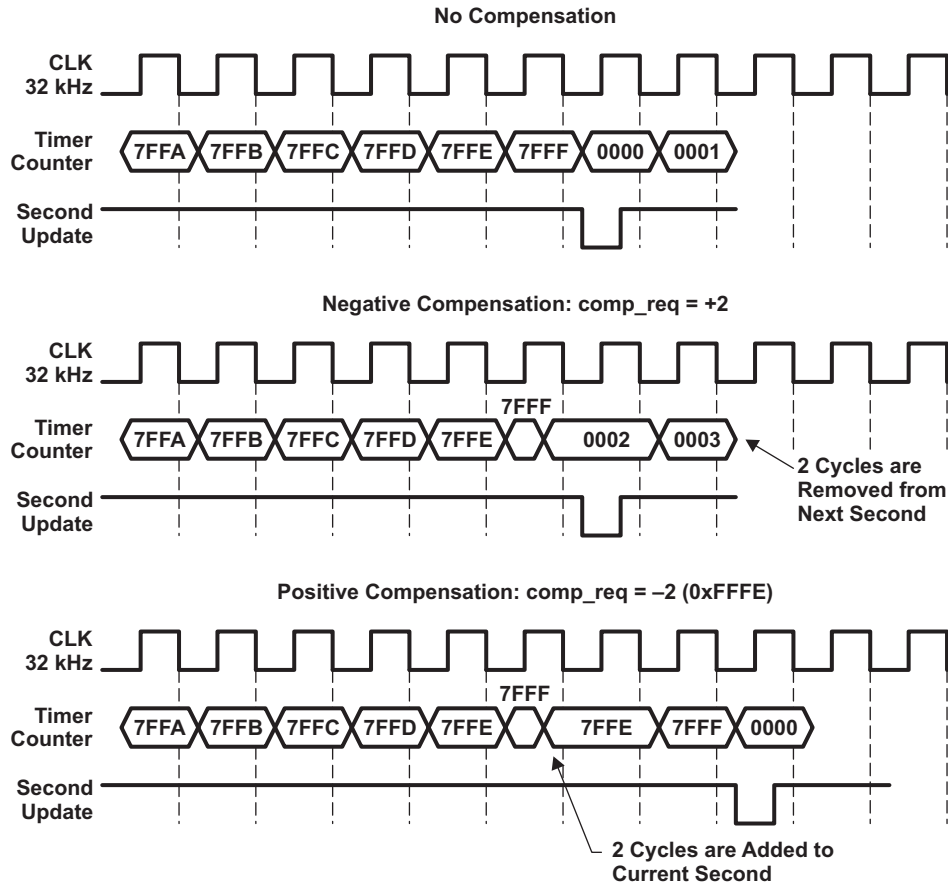 No Compensation
CLK
32 kHz
Timer
Counter
7FFA 7FFB 7FFC 7FFD 7FFE 7FFF 0000 0001
Second
Update
Negative Compensation: comp_req = +2
CLK
32 kHz
7FFF
Timer
Counter
7FFA 7FFB 7FFC 7FFD 7FFE 0002 0003
2 Cycles are
Removed from
Next Second
Second
Update
Positive Compensation: comp_req = –2 (0xFFFE)
CLK
32 kHz
7FFF
Timer
Counter
7FFA 7FFB 7FFC 7FFD 7FFE 7FFE 7FFF 0000
Second
Update
2 Cycles are Added to
Current Second